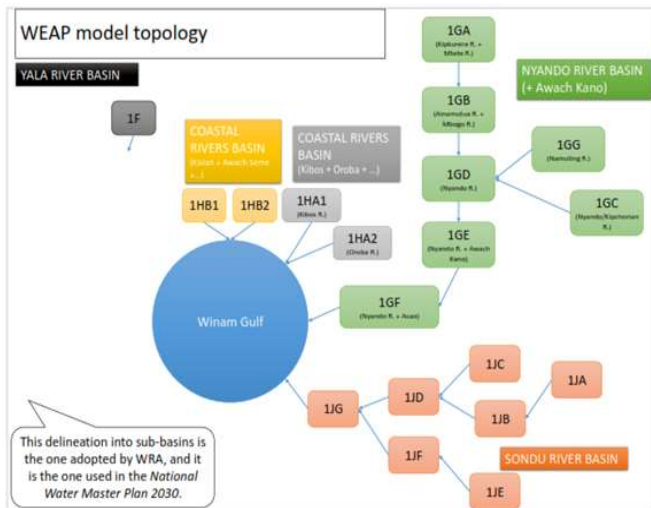 WEAP model topology
YALA RIVER BASIN
1F
COASTAL
RIVERS BASIN
COASTAL RIVERS
BASIN
(Kibos + Oroba + ...)
1HB1
1HB2
1HA1
(Kibos R.)
1HA2
(Oroba R.)
Winam Gulf
1GA
1GB
1GD
(Nyando R.)
1GE
(Nyando R. + Awach
Kano)
1GF
NYANDO RIVER BASIN
(+ Awach Kano)
1GG
1GC
1JG
1JD
1JF
1JC
1JB
1JE
1JA
SONDU RIVER BASIN
This delineation into sub-basins is
the one adopted by WRA, and it
is the one used in the National
Water Master Plan 2030.